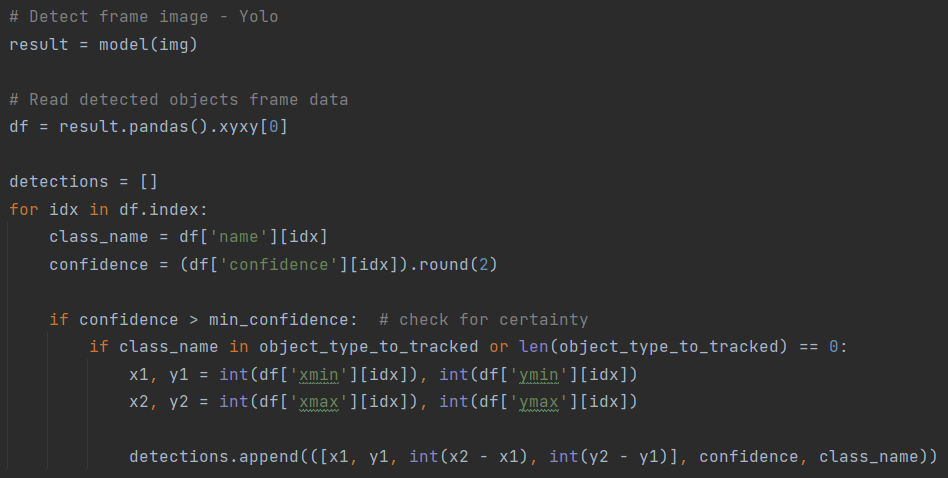 # Detect frame image - Yolo
result = model(img)
# Read detected objects frame data
df = result.pandas().xyxy[0]
detections = []
for idx in df.index:
    class_name = df['name'][idx]
    confidence = (df['confidence'][idx]).round(2)
    if confidence > min_confidence:  # check for certainty
        if class_name in object_type_to_tracked or len(object_type_to_tracked) == 0:
            x1, y1 = int(df['xmin'][idx]), int(df['ymin'][idx])
            x2, y2 = int(df['xmax'][idx]), int(df['ymax'][idx])
            detections.append(([x1, y1, int(x2 - x1), int(y2 - y1)], confidence, class_name))